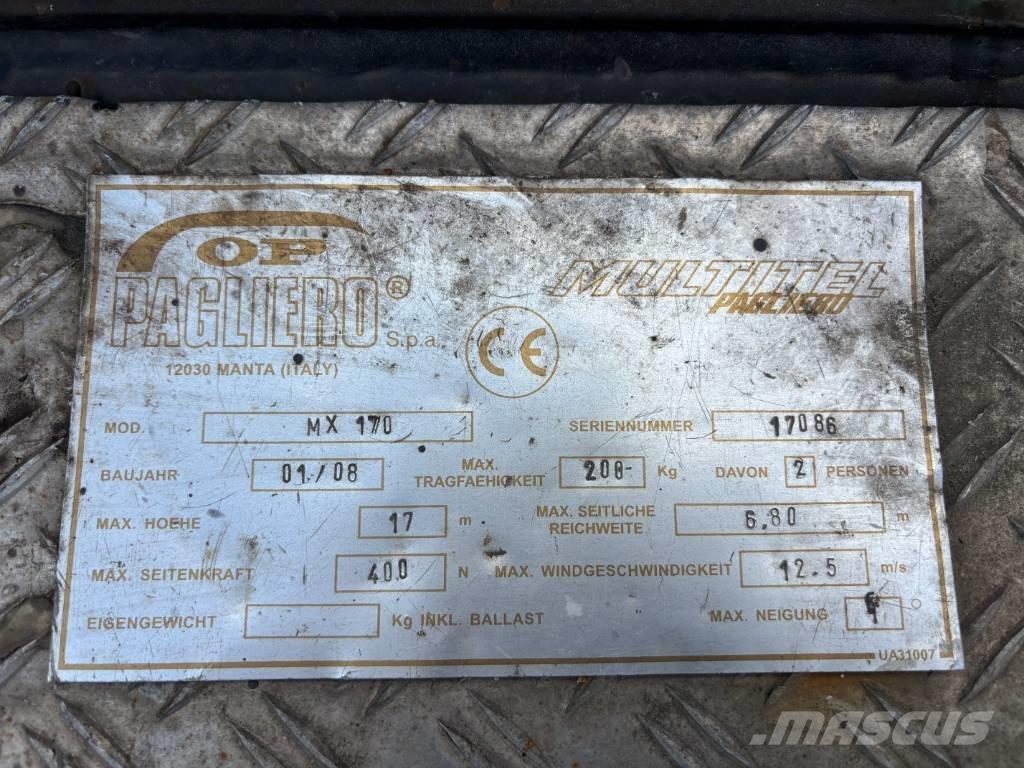 OP
PAGLIERO® S.p.a.
12030 MANTA (ITALY)
MULTITEL
PAGLIERO
CE
MOD. MX 170 SERIENNUMMER 17086
BAUJAHR 01/08 MAX. TRAGFAEHIGKEIT 200- Kg DAVON 2 PERSONEN
MAX. HOEHE 17 m MAX. SEITLICHE REICHWEITE 6,80 m
MAX. SEITENKRAFT 400 N MAX. WINDGESCHWINDIGKEIT 12.5 m/s
EIGENGEWICHT Kg INKL. BALLAST MAX. NEIGUNG °
UA31007
MASCUS